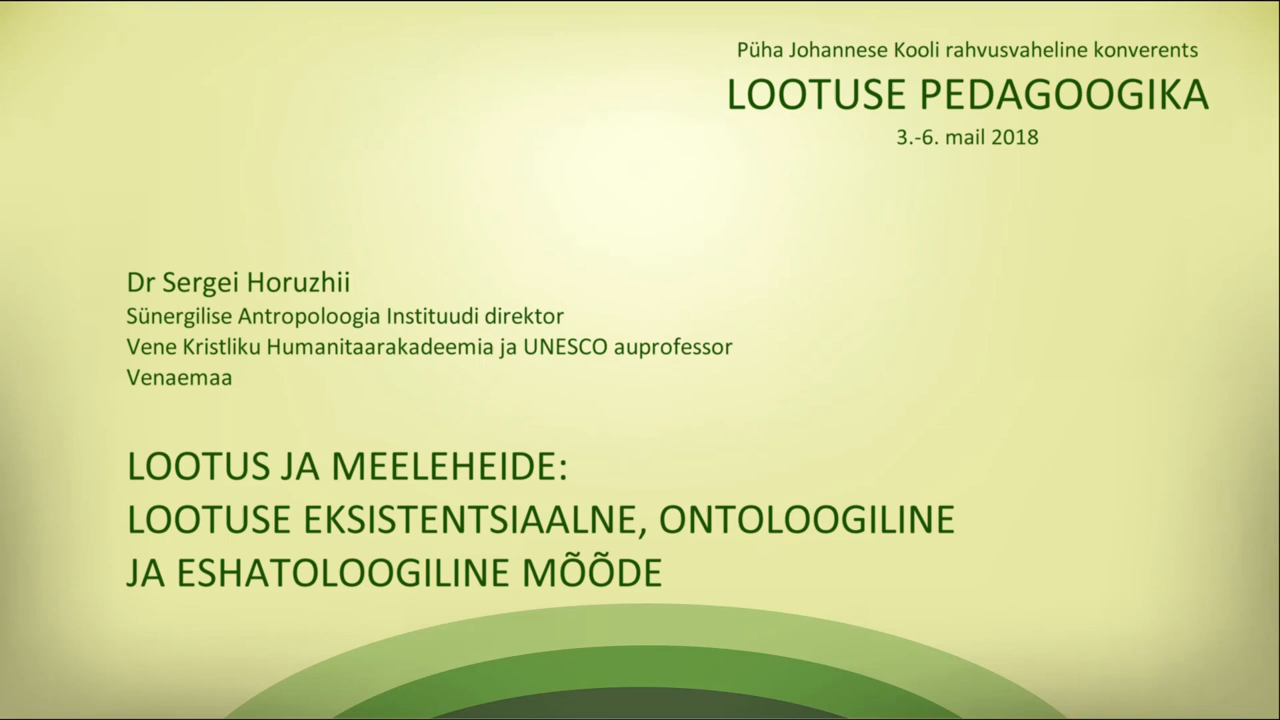 Püha Johannese Kooli rahvusvaheline konverents
LOOTUSE PEDAGOOGIKA
3.-6. mail 2018
Dr Sergei Horuzhii
Sünergilise Antropoloogia Instituudi direktor
Vene Kristliku Humanitaarakadeemia ja UNESCO auprofessor
Venaemaa
LOOTUS JA MEELEHEIDE:
LOOTUSE EKSISTENTSIAALNE, ONTOLOOGILINE
JA ESHATOLOOGILINE MÕÕDE